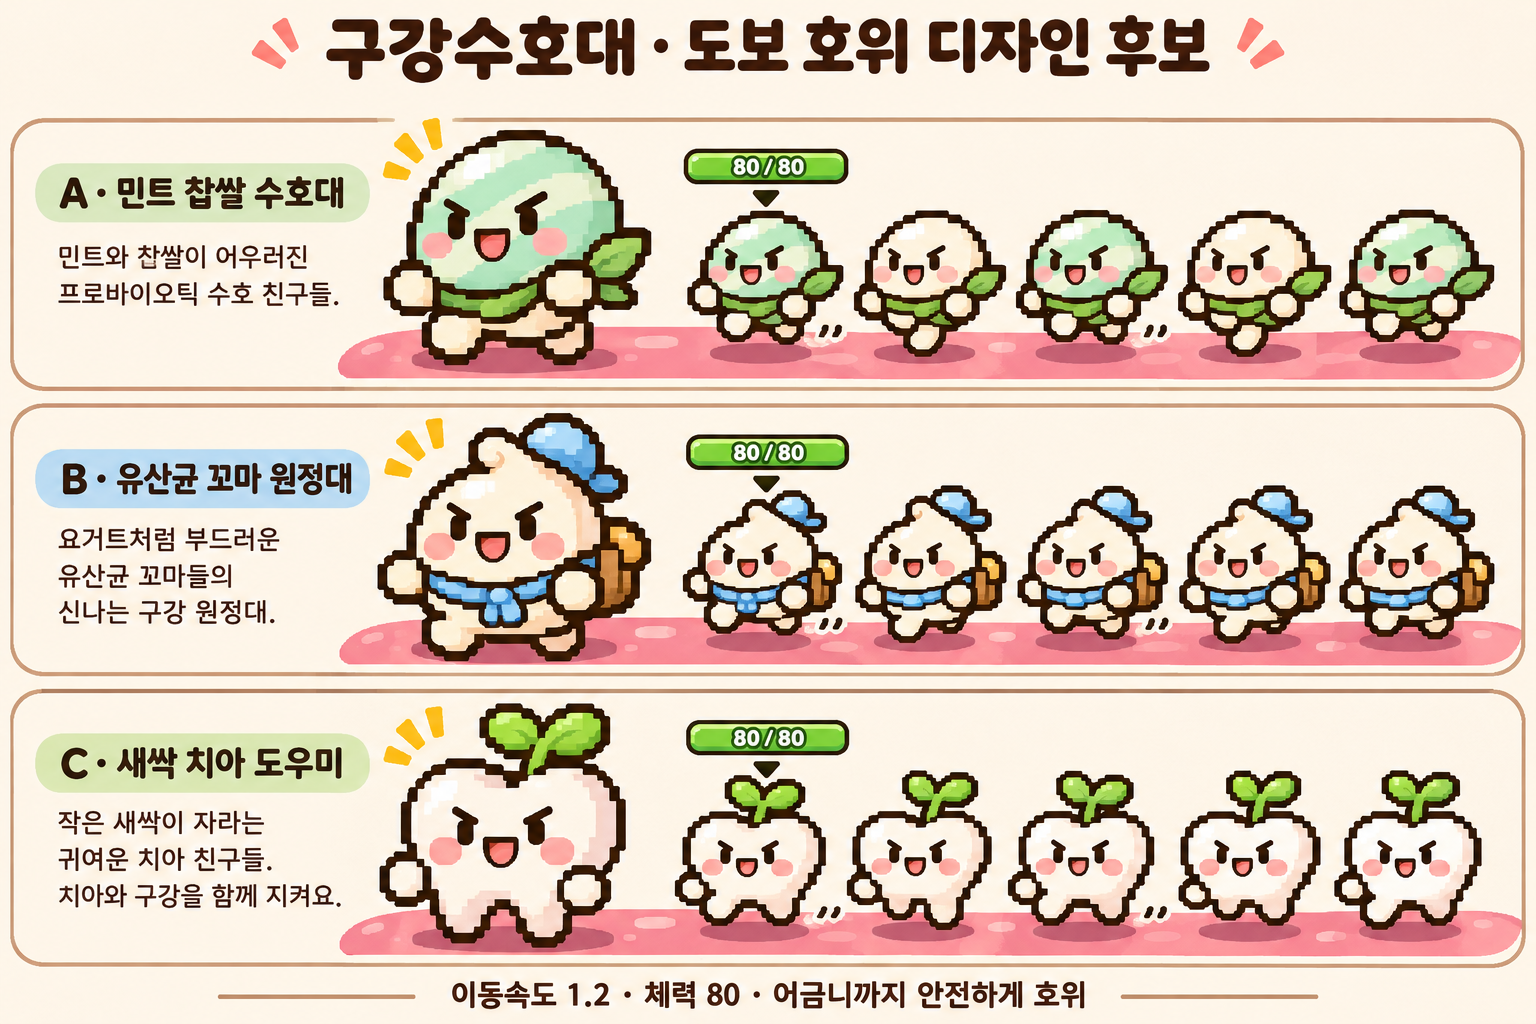 구강수호대 · 도보 호위 디자인 후보
A · 민트 찹쌀 수호대
민트와 찹쌀이 어우러진
프로바이오틱 수호 친구들.
80/80
B · 유산균 꼬마 원정대
요거트처럼 부드러운
유산균 꼬마들의
신나는 구강 원정대.
80/80
C · 새싹 치아 도우미
작은 새싹이 자라는
귀여운 치아 친구들.
치아와 구강을 함께 지켜요.
80/80
이동속도 1.2 · 체력 80 · 어금니까지 안전하게 호위